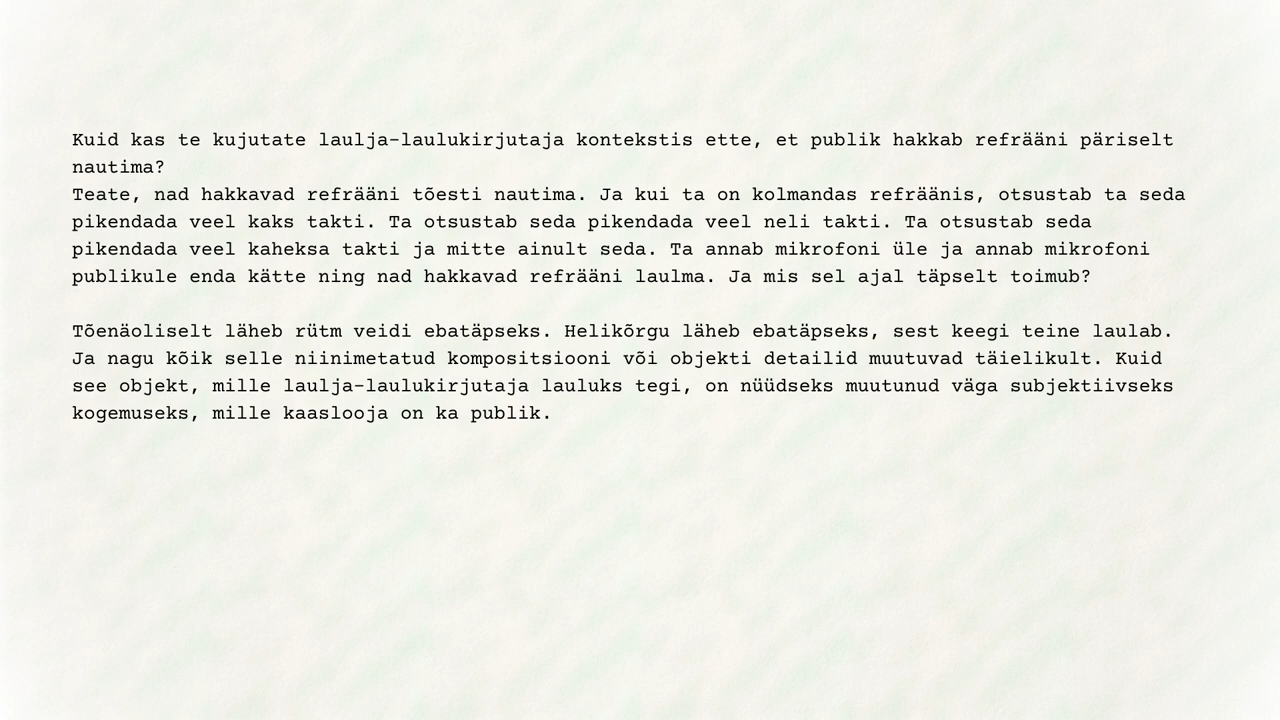 Kuid kas te kujutate laulja-laulukirjutaja kontekstis ette, et publik hakkab refrääni päriselt
nautima?
Teate, nad hakkavad refrääni tõesti nautima. Ja kui ta on kolmandas refräänis, otsustab ta seda
pikendada veel kaks takti. Ta otsustab seda pikendada veel neli takti. Ta otsustab seda
pikendada veel kaheksa takti ja mitte ainult seda. Ta annab mikrofoni üle ja annab mikrofoni
publikule enda kätte ning nad hakkavad refrääni laulma. Ja mis sel ajal täpselt toimub?
Tõenäoliselt läheb rütm veidi ebatäpseks. Helikõrgu läheb ebatäpseks, sest keegi teine laulab.
Ja nagu kõik selle niinimetatud kompositsiooni või objekti detailid muutuvad täielikult. Kuid
see objekt, mille laulja-laulukirjutaja lauluks tegi, on nüüdseks muutunud väga subjektiivseks
kogemuseks, mille kaaslooja on ka publik.